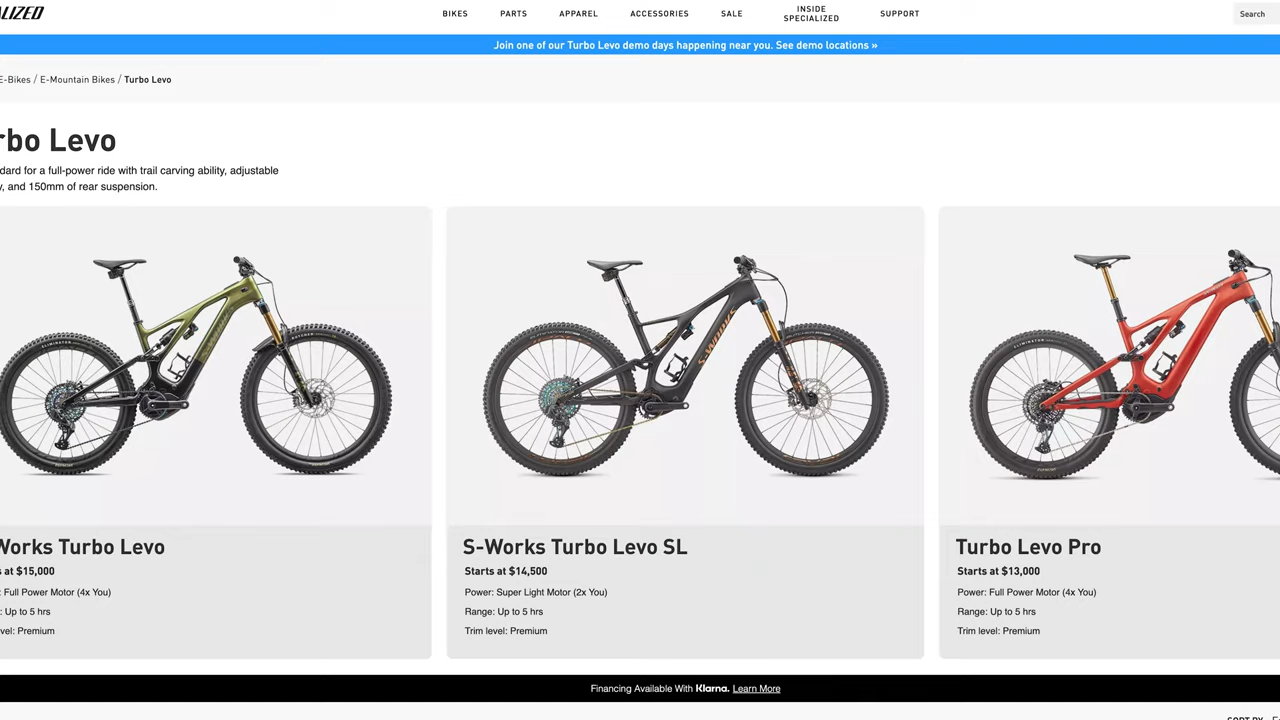 ALIZED
BIKES
PARTS
APPAREL
ACCESSORIES
SALE
INSIDE
SPECIALIZED
SUPPORT
Search
Join one of our Turbo Levo demo days happening near you. See demo locations »
E-Bikes / E-Mountain Bikes / Turbo Levo
rbo Levo
dard for a full-power ride with trail carving ability, adjustable
y, and 150mm of rear suspension.
Works Turbo Levo
s at $15,000
: Full Power Motor (4x You)
: Up to 5 hrs
vel: Premium
S-Works Turbo Levo SL
Starts at $14,500
Power: Super Light Motor (2x You)
Range: Up to 5 hrs
Trim level: Premium
Turbo Levo Pro
Starts at $13,000
Power: Full Power Motor (4x You)
Range: Up to 5 hrs
Trim level: Premium
Financing Available With Klarna. Learn More